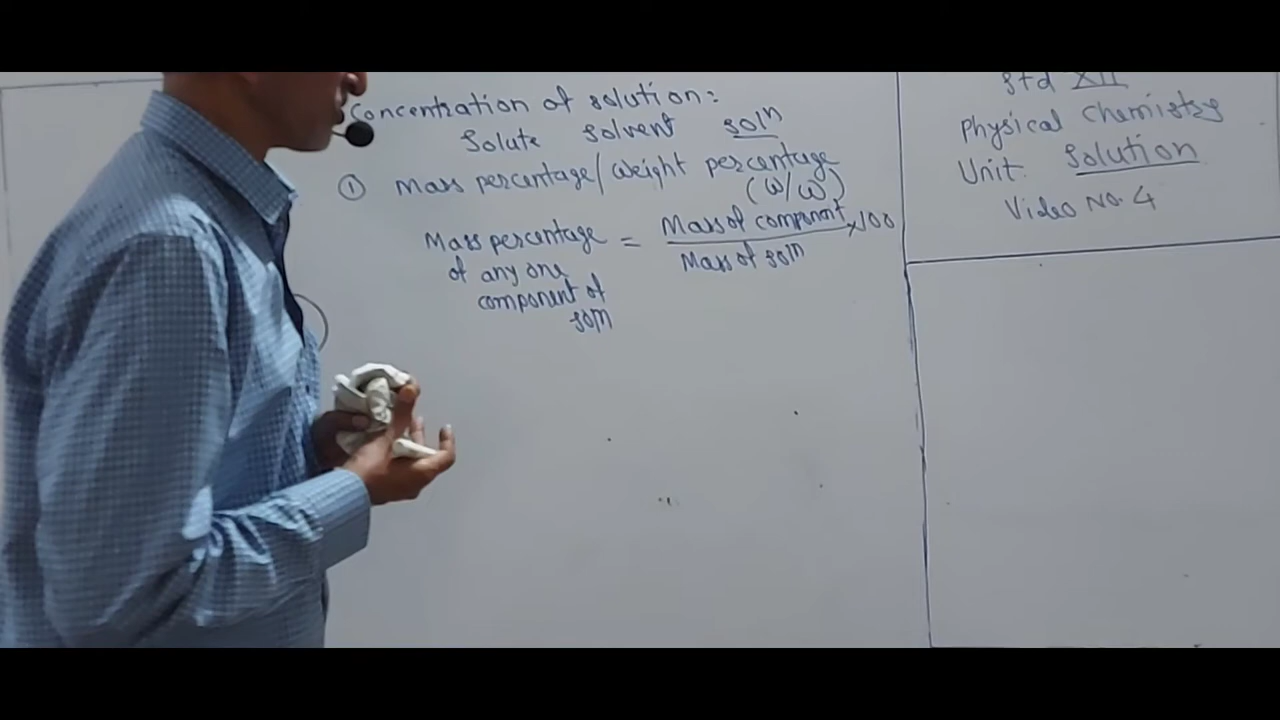 Concentration of solution:
Solute solvent solⁿ
① Mass percentage/Weight percentage
(W/W)
Mass percentage of any one component of solⁿ = Mass of component / Mass of solⁿ ×100
Std XII
Physical Chemistry
Unit: Solution
Video No. 4